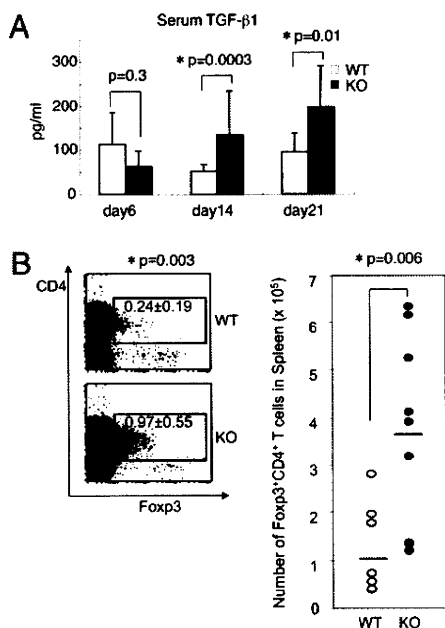 A
Serum TGF-β1
* p=0.01
* p=0.0003
p=0.3
WT
KO
pg/ml
300
200
100
0
day6
day14
day21
B
* p=0.003
CD4
0.24±0.19
WT
0.97±0.55
KO
Foxp3
* p=0.006
Number of Foxp3⁺CD4⁺ T cells in Spleen (x 10⁵)
7
6
5
4
3
2
1
0
WT
KO